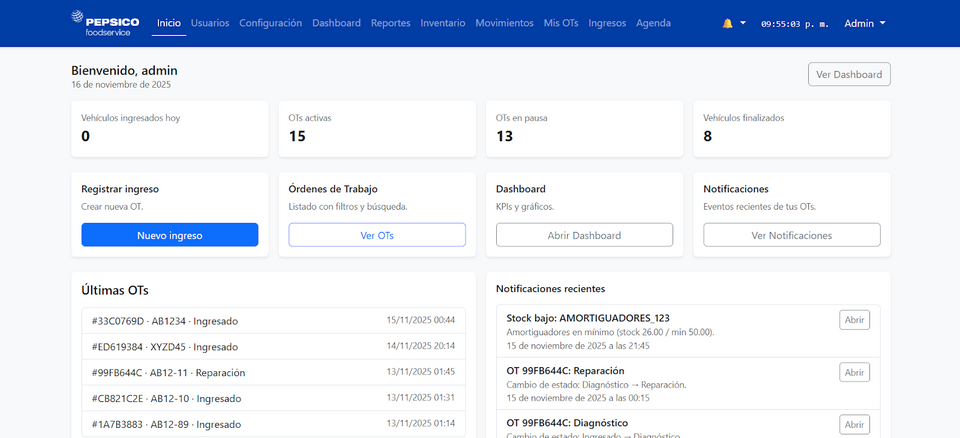 PEPSICO
foodservice
Inicio Usuarios Configuración Dashboard Reportes Inventario Movimientos Mis OTs Ingresos Agenda
09:55:03 p. m.
Admin
Bienvenido, admin
16 de noviembre de 2025
Ver Dashboard
Vehículos ingresados hoy
0
OTs activas
15
OTs en pausa
13
Vehículos finalizados
8
Registrar ingreso
Crear nueva OT.
Nuevo ingreso
Órdenes de Trabajo
Listado con filtros y búsqueda.
Ver OTs
Dashboard
KPIs y gráficos.
Abrir Dashboard
Notificaciones
Eventos recientes de tus OTs.
Ver Notificaciones
Últimas OTs
#33C0769D · AB1234 · Ingresado 15/11/2025 00:44
#ED619384 · XYZD45 · Ingresado 14/11/2025 20:14
#99FB644C · AB12-11 · Reparación 13/11/2025 01:45
#CB821C2E · AB12-10 · Ingresado 13/11/2025 01:31
#1A7B3883 · AB12-89 · Ingresado 13/11/2025 01:14
Notificaciones recientes
Stock bajo: AMORTIGUADORES_123
Amortiguadores en mínimo (stock 26.00 / min 50.00).
15 de noviembre de 2025 a las 21:45
Abrir
OT 99FB644C: Reparación
Cambio de estado: Diagnóstico → Reparación.
15 de noviembre de 2025 a las 00:15
Abrir
OT 99FB644C: Diagnóstico
Cambio de estado: Ingresado → Diagnóstico.
Abrir